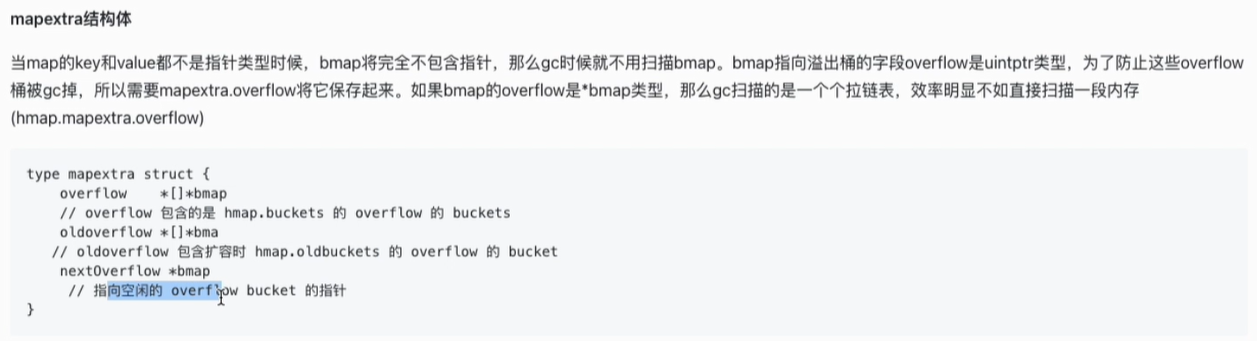 mapextra结构体
当map的key和value都不是指针类型时候，bmap将完全不包含指针，那么gc时候就不用扫描bmap。bmap指向溢出桶的字段overflow是uintptr类型，为了防止这些overflow
桶被gc掉，所以需要mapextra.overflow将它保存起来。如果bmap的overflow是*bmap类型，那么gc扫描的是一个个拉链表，效率明显不如直接扫描一段内存
(hmap.mapextra.overflow)
type mapextra struct {
    overflow    *[]*bmap
    // overflow 包含的是 hmap.buckets 的 overflow 的 buckets
    oldoverflow *[]*bma
   // oldoverflow 包含扩容时 hmap.oldbuckets 的 overflow 的 bucket
    nextOverflow *bmap
     // 指向空闲的 overflow bucket 的指针
}